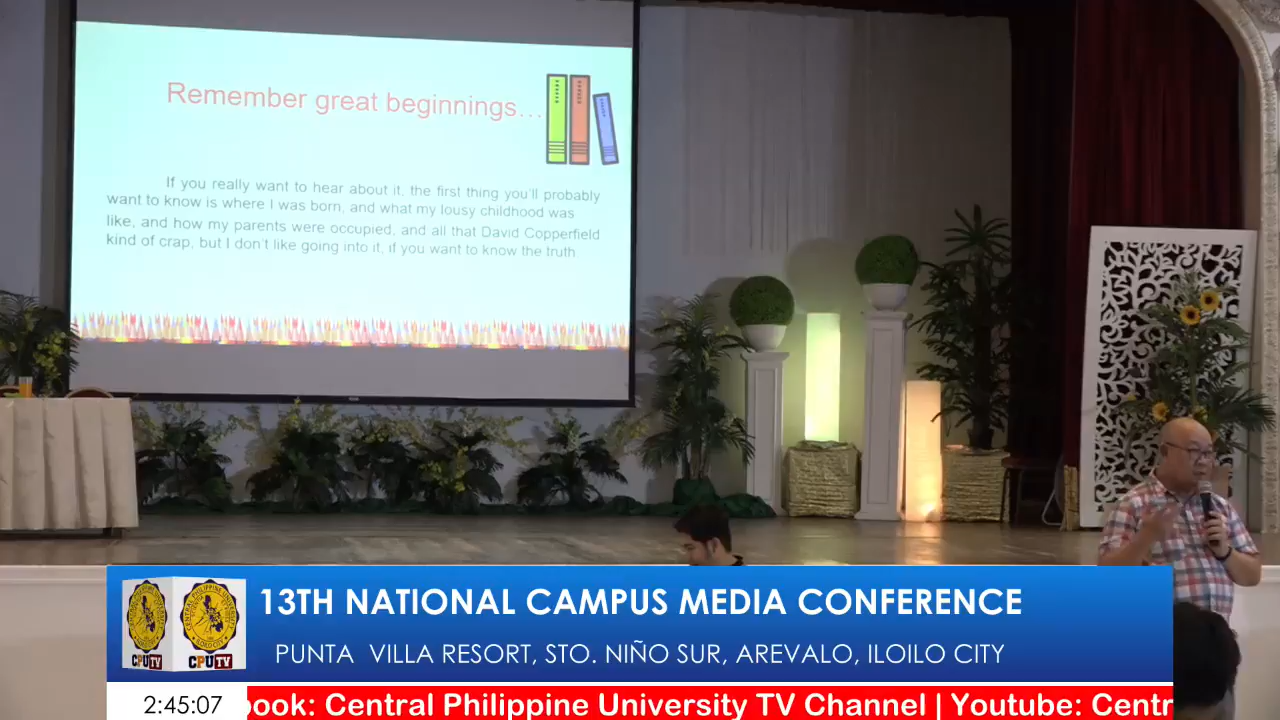 Remember great beginnings…
If you really want to hear about it, the first thing you'll probably
want to know is where I was born, and what my lousy childhood was
like, and how my parents were occupied, and all that David Copperfield
kind of crap, but I don't like going into it, if you want to know the truth
13TH NATIONAL CAMPUS MEDIA CONFERENCE
PUNTA VILLA RESORT, STO. NIÑO SUR, AREVALO, ILOILO CITY
CPUTV
CPUTV
2:45:07
book: Central Philippine University TV Channel | Youtube: Centr